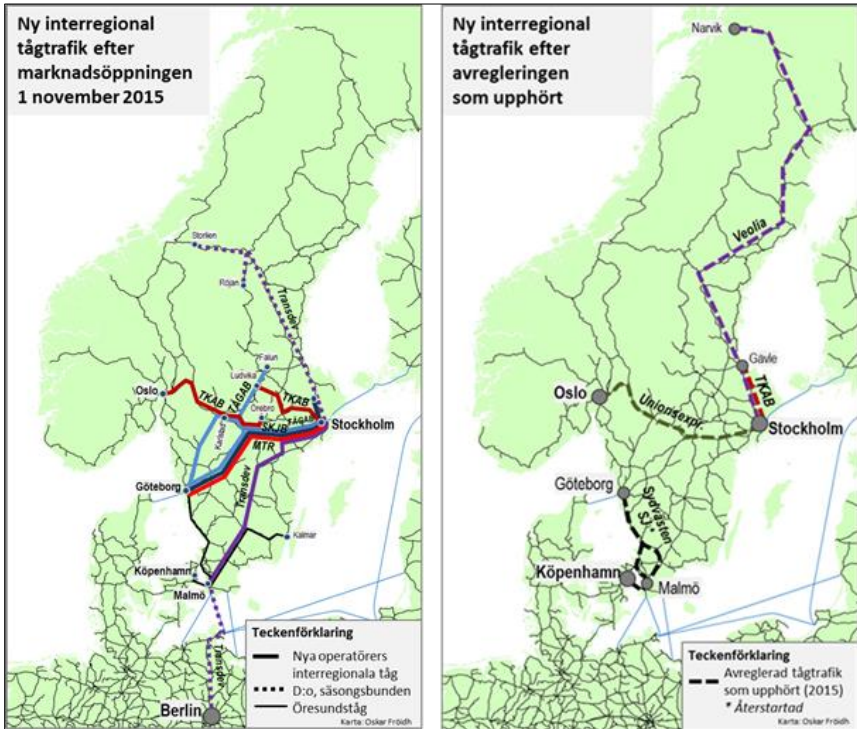 Ny interregional
tågtrafik efter
marknadsöppningen
1 november 2015
Storlien
Röjan
Transdev
Falun
Ludvika
Oslo
TKAB
TÅGAB
TKAB
Örebro
Karlstad
SKJB
TÅGAB
Stockholm
MTR
Göteborg
Transdev
Kalmar
Köpenhamn
Malmö
Transdev
Berlin
Teckenförklaring
Nya operatörers
interregionala tåg
D:o, säsongsbunden
Öresundståg
Karta: Oskar Fröidh
Ny interregional
tågtrafik efter
avregleringen
som upphört
Narvik
Veolia
Gävle
TKAB
Oslo
Unionsexpr.
Stockholm
Göteborg
Sydvästen
SJ *
Köpenhamn
Malmö
Teckenförklaring
Avreglerad tågtrafik
som upphört (2015)
* Återstartad
Karta: Oskar Fröidh